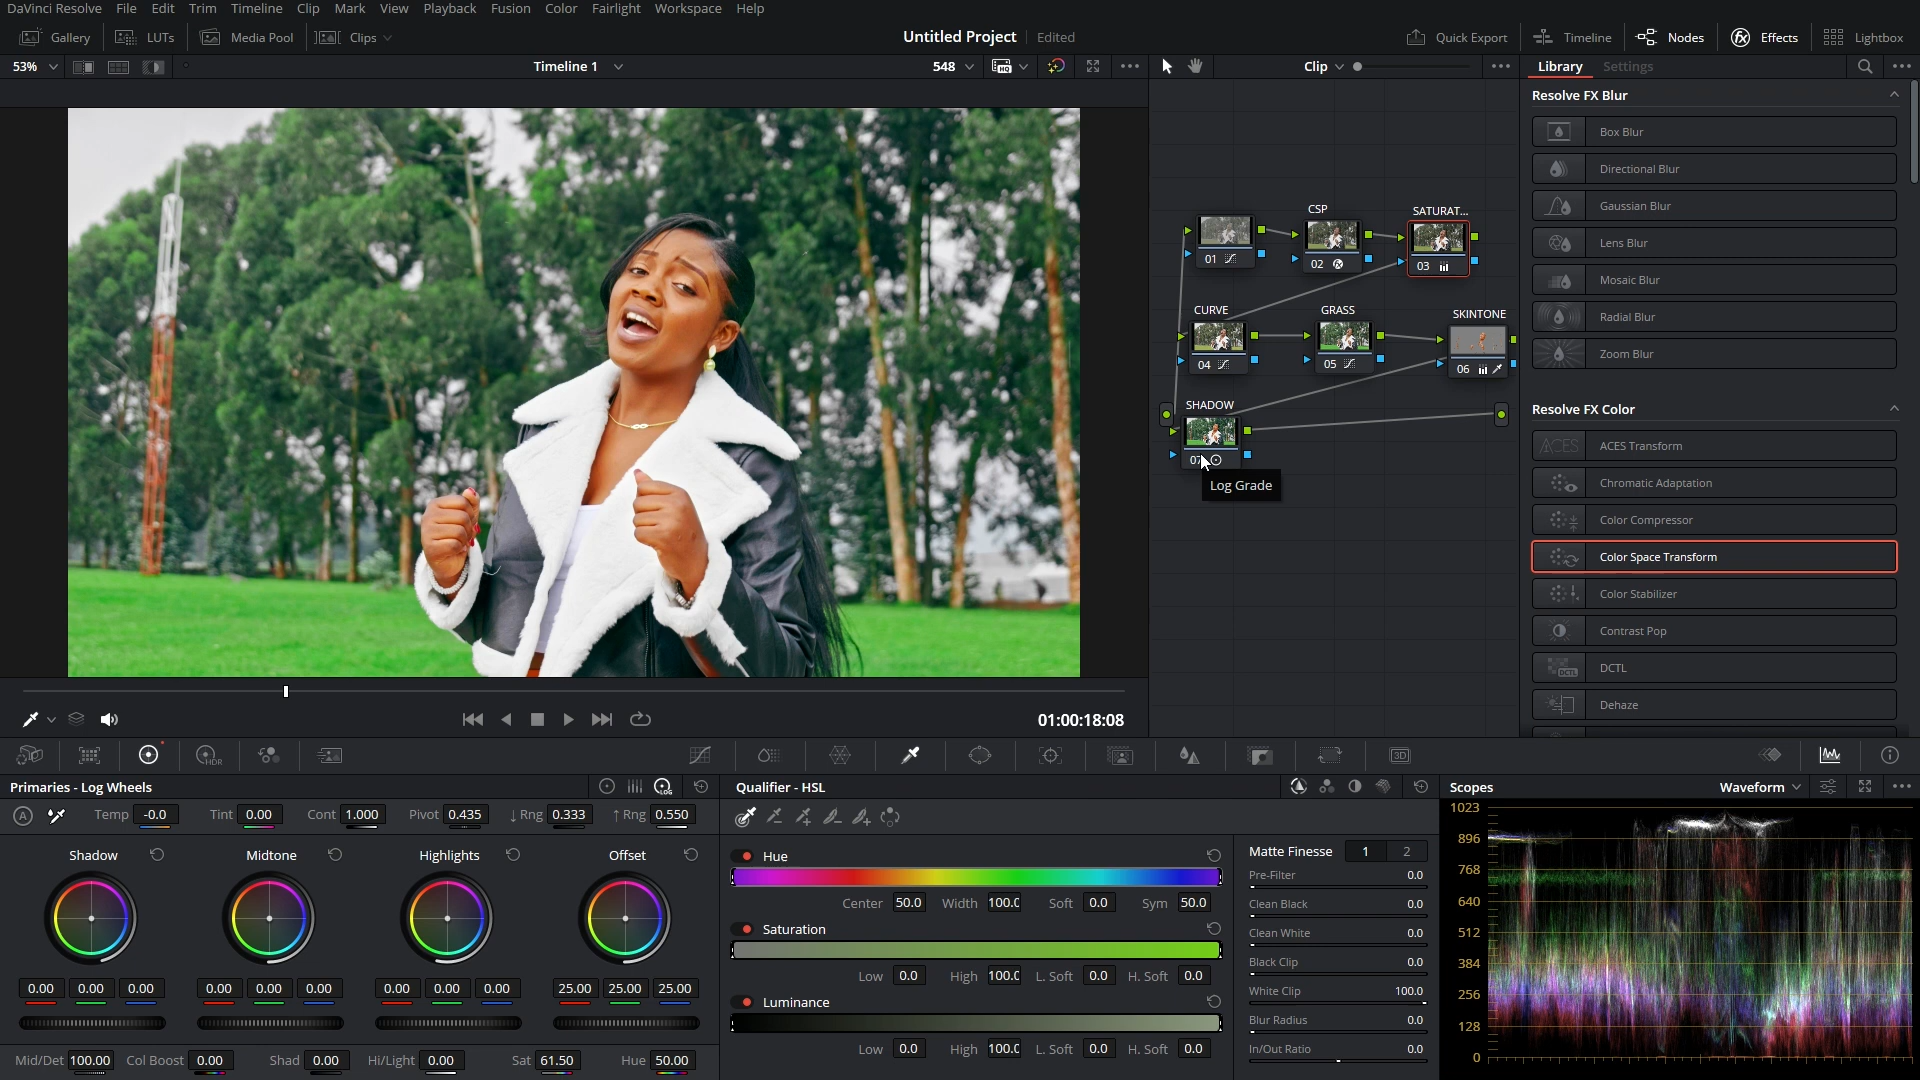 DaVinci Resolve File Edit Trim Timeline Clip Mark View Playback Fusion Color Fairlight Workspace Help
Gallery LUTs Media Pool Clips Untitled Project Edited Quick Export Timeline Nodes Effects Lightbox
53% Timeline 1 548 HQ Clip Library Settings
Resolve FX Blur
Box Blur
Directional Blur
Gaussian Blur
Lens Blur
Mosaic Blur
Radial Blur
Zoom Blur
Resolve FX Color
ACES Transform
Chromatic Adaptation
Color Compressor
Color Space Transform
Color Stabilizer
Contrast Pop
DCTL
Dehaze
CSP SATURAT...
01 02 03
CURVE GRASS SKINTONE
04 05 06
SHADOW
Log Grade
01:00:18:08
HDR 3D
Primaries - Log Wheels LOG
A Temp -0.0 Tint 0.00 Cont 1.000 Pivot 0.435 ↓ Rng 0.333 ↑ Rng 0.550
Shadow Midtone Highlights Offset
0.00 0.00 0.00 0.00 0.00 0.00 0.00 0.00 0.00 25.00 25.00 25.00
Mid/Det 100.00 Col Boost 0.00 Shad 0.00 Hi/Light 0.00 Sat 61.50 Hue 50.00
Qualifier - HSL
Hue
Center 50.0 Width 100.0 Soft 0.0 Sym 50.0
Saturation
Low 0.0 High 100.0 L. Soft 0.0 H. Soft 0.0
Luminance
Low 0.0 High 100.0 L. Soft 0.0 H. Soft 0.0
Matte Finesse 1 2
Pre-Filter 0.0
Clean Black 0.0
Clean White 0.0
Black Clip 0.0
White Clip 100.0
Blur Radius 0.0
In/Out Ratio 0.0
Scopes Waveform
1023
896
768
640
512
384
256
128
0